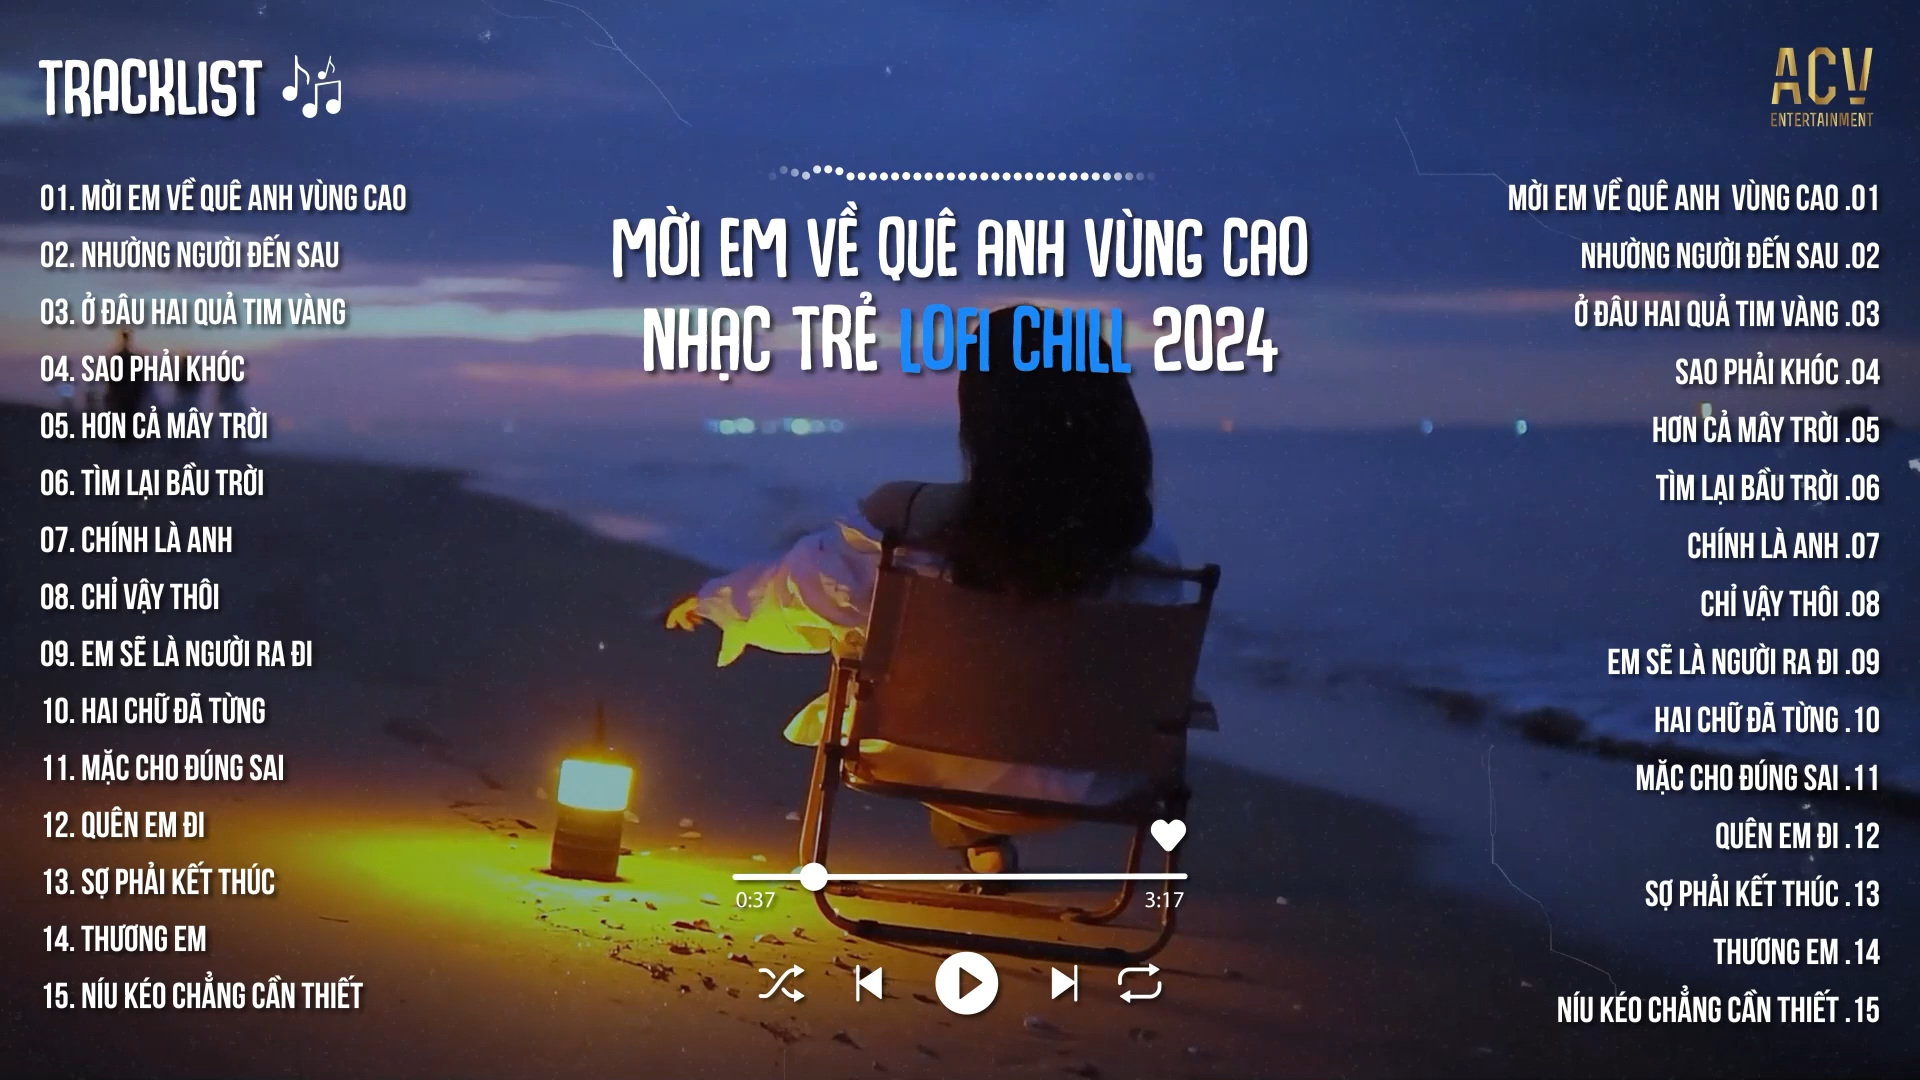 TRACKLIST
ACV
ENTERTAINMENT
01. MỜI EM VỀ QUÊ ANH VÙNG CAO
02. NHƯỜNG NGƯỜI ĐẾN SAU
03. Ở ĐÂU HAI QUẢ TIM VÀNG
04. SAO PHẢI KHÓC
05. HƠN CẢ MÂY TRỜI
06. TÌM LẠI BẦU TRỜI
07. CHÍNH LÀ ANH
08. CHỈ VẬY THÔI
09. EM SẼ LÀ NGƯỜI RA ĐI
10. HAI CHỮ ĐÃ TỪNG
11. MẶC CHO ĐÚNG SAI
12. QUÊN EM ĐI
13. SỢ PHẢI KẾT THÚC
14. THƯƠNG EM
15. NÍU KÉO CHẲNG CẦN THIẾT
MỜI EM VỀ QUÊ ANH VÙNG CAO
NHẠC TRẺ LOFI CHILL 2024
0:37
3:17
MỜI EM VỀ QUÊ ANH VÙNG CAO .01
NHƯỜNG NGƯỜI ĐẾN SAU .02
Ở ĐÂU HAI QUẢ TIM VÀNG .03
SAO PHẢI KHÓC .04
HƠN CẢ MÂY TRỜI .05
TÌM LẠI BẦU TRỜI .06
CHÍNH LÀ ANH .07
CHỈ VẬY THÔI .08
EM SẼ LÀ NGƯỜI RA ĐI .09
HAI CHỮ ĐÃ TỪNG .10
MẶC CHO ĐÚNG SAI .11
QUÊN EM ĐI .12
SỢ PHẢI KẾT THÚC .13
THƯƠNG EM .14
NÍU KÉO CHẲNG CẦN THIẾT .15